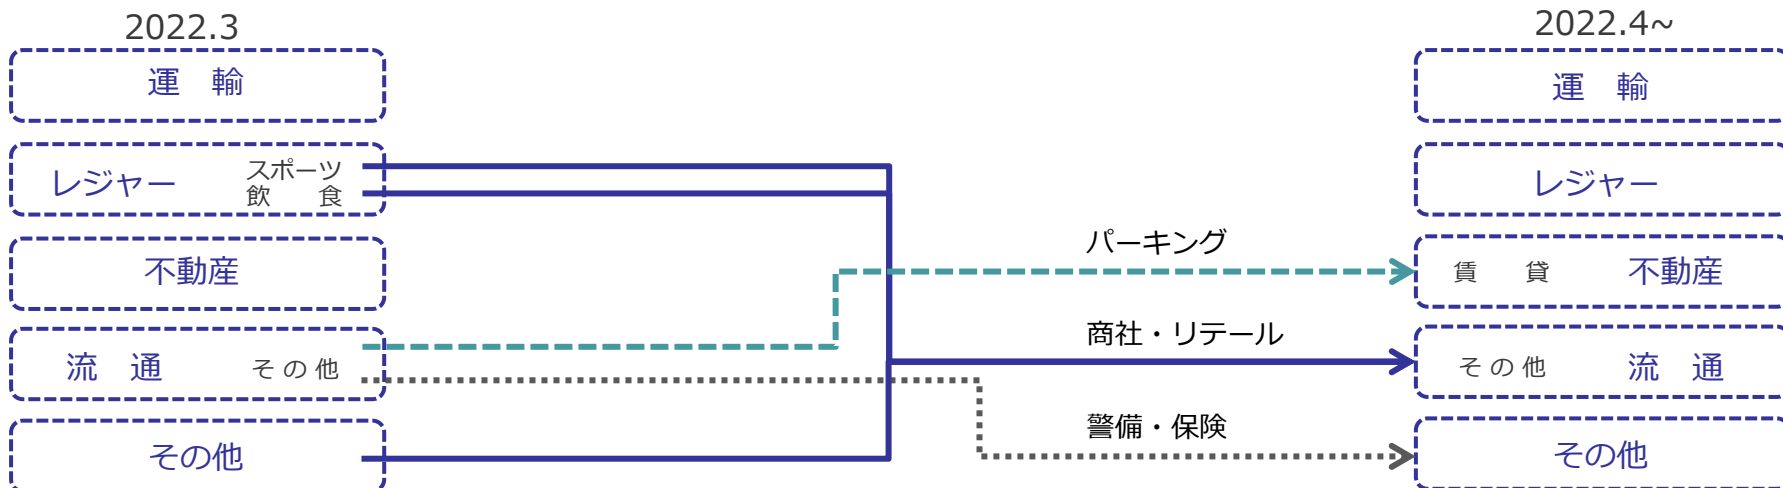 2022.3
2022.4~
運　輸
運　輸
レジャー
スポーツ
飲　　食
レジャー
パーキング
不動産
賃　　貸　不動産
商社・リテール
流　通　その他
その他　流　通
警備・保険
その他
その他